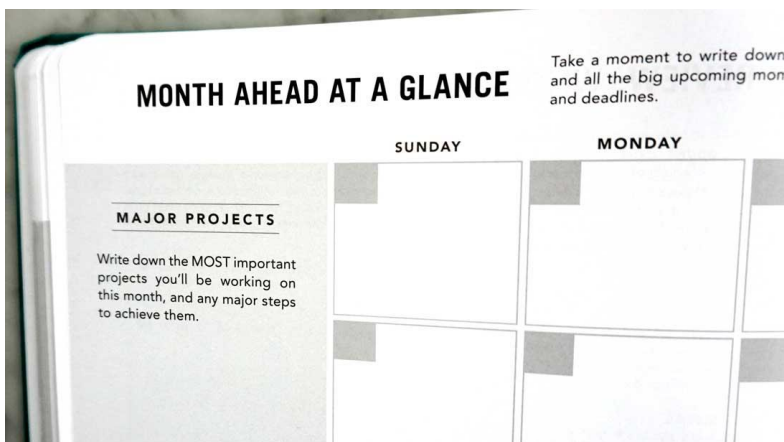 MONTH AHEAD AT A GLANCE
Take a moment to write down
and all the big upcoming
and deadlines.
SUNDAY
MONDAY
MAJOR PROJECTS
Write down the MOST important
projects you'll be working on
this month, and any major steps
to achieve them.